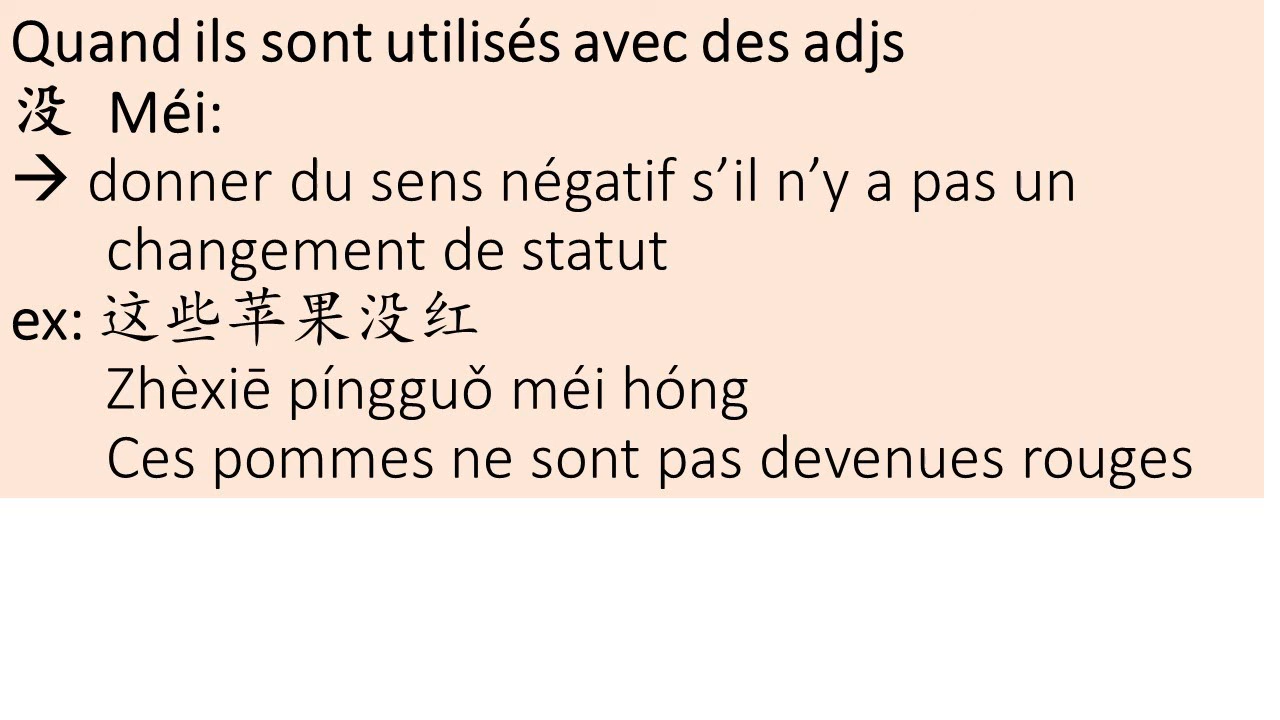 Quand ils sont utilisés avec des adjs
没 Méi:
→ donner du sens négatif s’il n’y a pas un
changement de statut
ex: 这些苹果没红
Zhèxiē píngguǒ méi hóng
Ces pommes ne sont pas devenues rouges